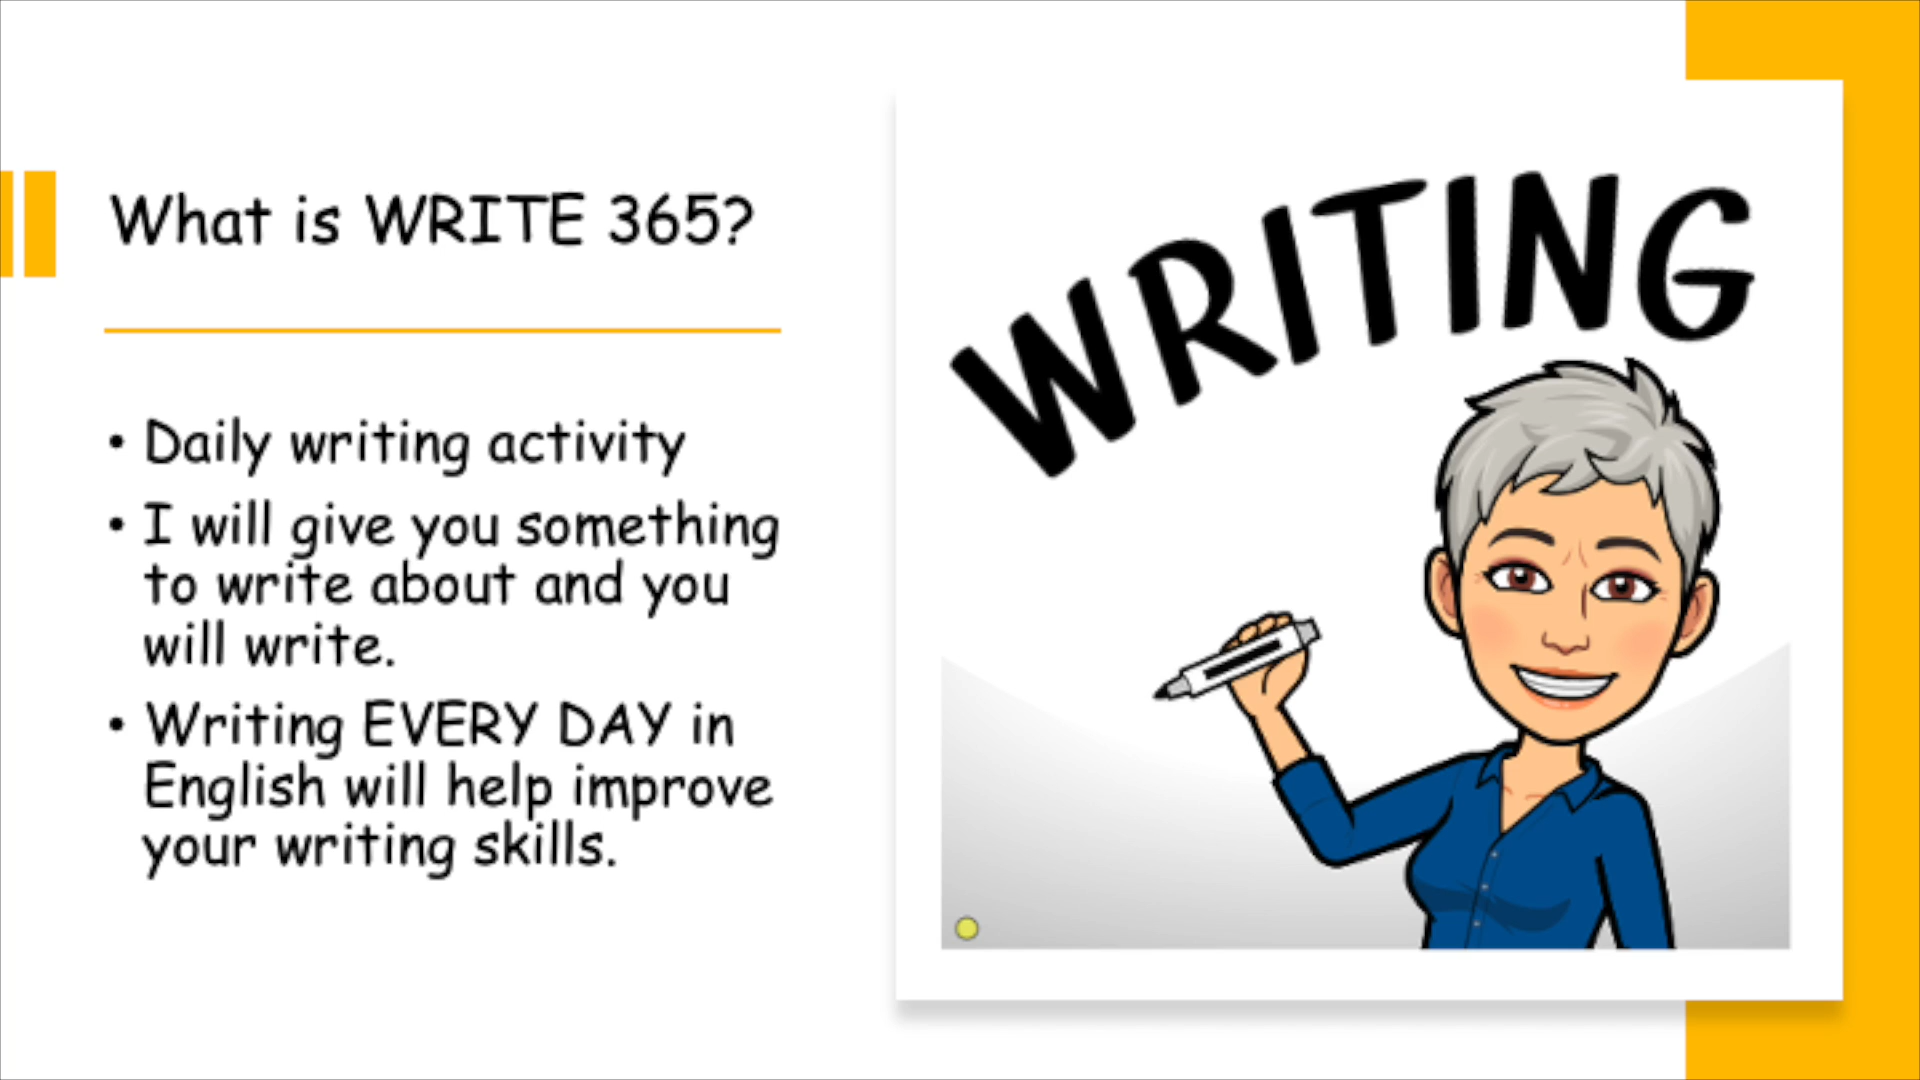 What is WRITE 365?
• Daily writing activity
• I will give you something
to write about and you
will write.
• Writing EVERY DAY in
English will help improve
your writing skills.
WRITING